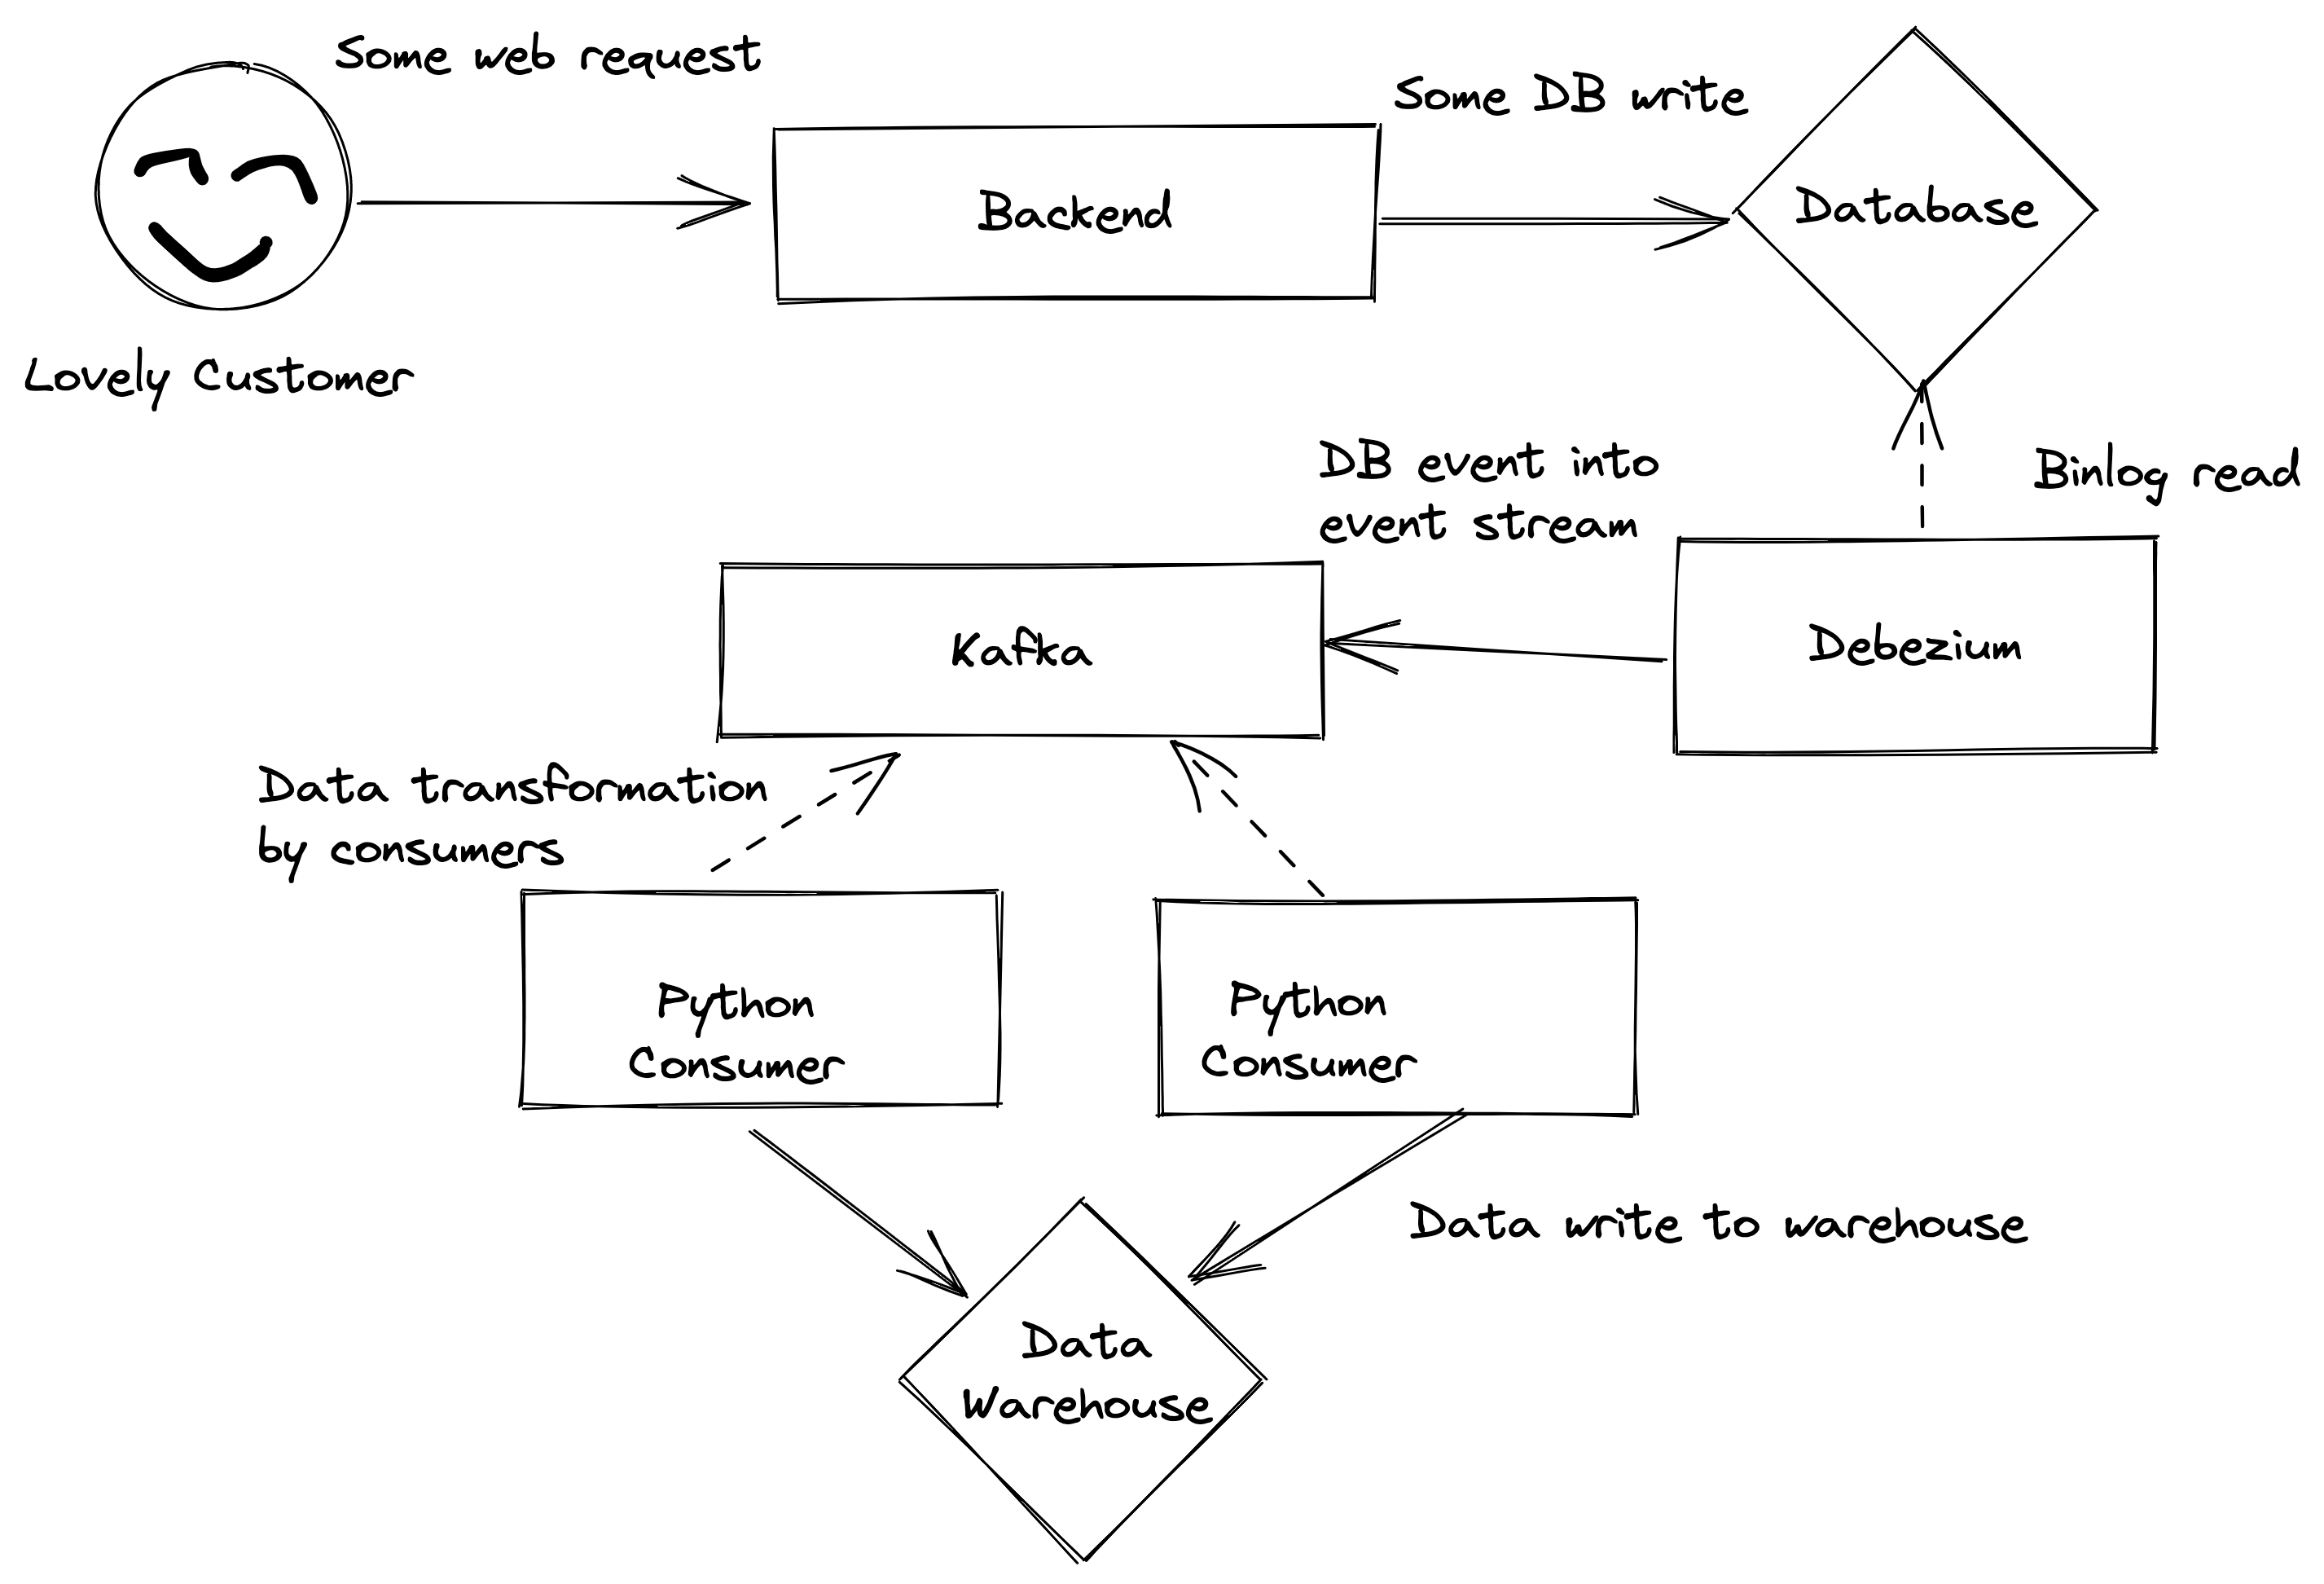 Some web request
Some DB write
Backend
Database
Lovely Customer
DB event into
event stream
Binlog read
Kafka
Debezium
Data transformation
by consumers
Python
Consumer
Python
Consumer
Data write to warehouse
Data
Warehouse